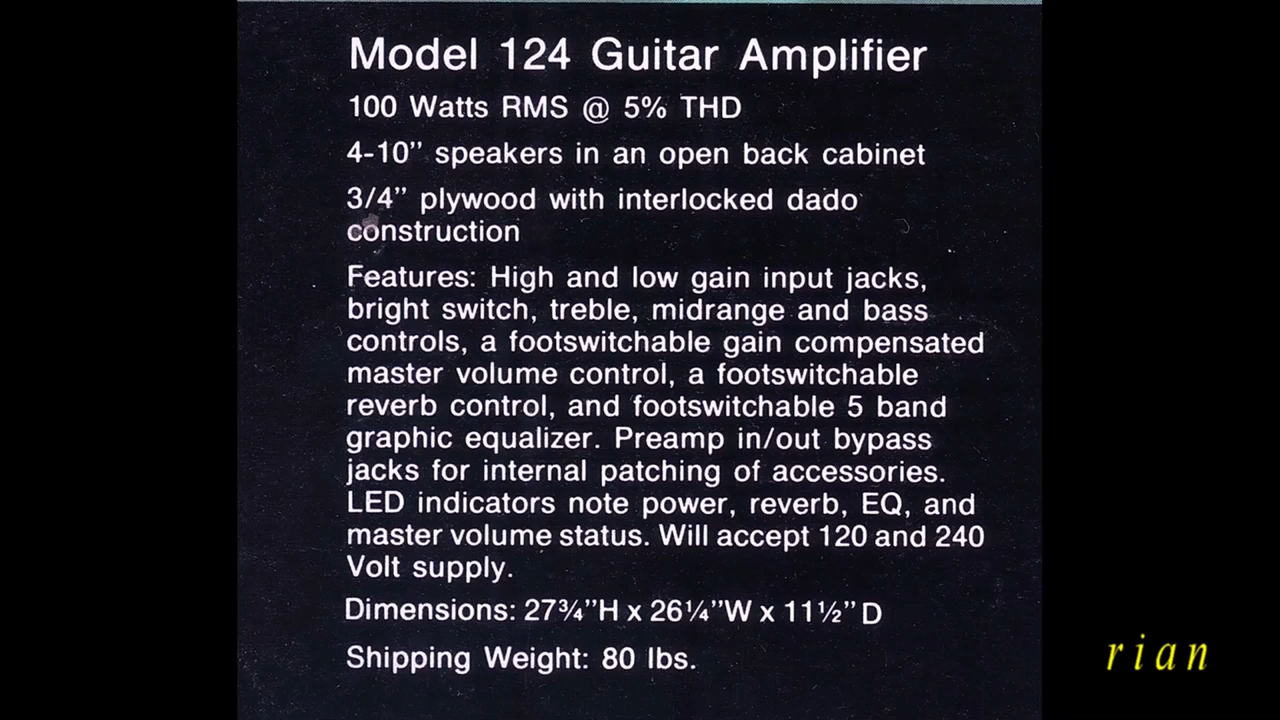 Model 124 Guitar Amplifier
100 Watts RMS @ 5% THD
4-10” speakers in an open back cabinet
3/4” plywood with interlocked dado
construction
Features: High and low gain input jacks,
bright switch, treble, midrange and bass
controls, a footswitchable gain compensated
master volume control, a footswitchable
reverb control, and footswitchable 5 band
graphic equalizer. Preamp in/out bypass
jacks for internal patching of accessories.
LED indicators note power, reverb, EQ, and
master volume status. Will accept 120 and 240
Volt supply.
Dimensions: 27¾”H x 26¼”W x 11½” D
Shipping Weight: 80 lbs.
rian